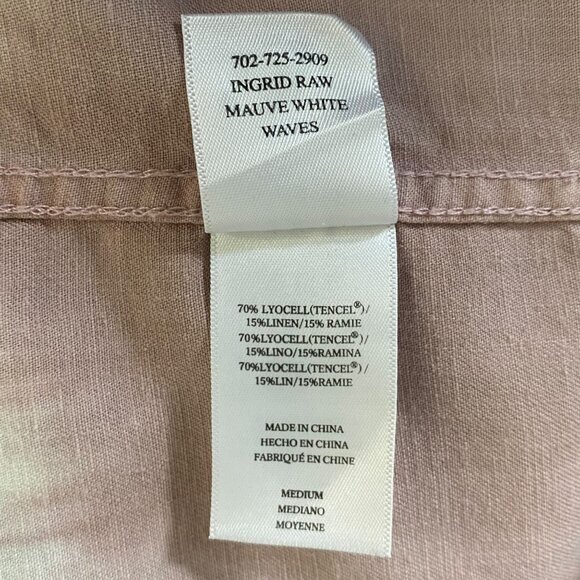 702-725-2909
INGRID RAW
MAUVE WHITE
WAVES
70% LYOCELL(TENCEL®)/
15%LINEN/15% RAMIE
70%LYOCELL(TENCEL®)/
15%LINO/15%RAMINA
70%LYOCELL(TENCEL®)/
15%LIN/15%RAMIE
MADE IN CHINA
HECHO EN CHINA
FABRIQUÉ EN CHINE
MEDIUM
MEDIANO
MOYENNE